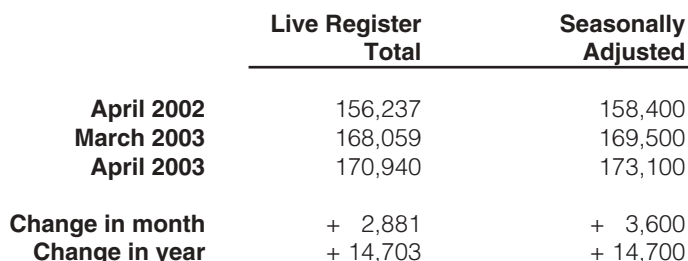 Live Register Seasonally
Total Adjusted
April 2002 156,237 158,400
March 2003 168,059 169,500
April 2003 170,940 173,100
Change in month + 2,881 + 3,600
Change in year + 14,703 + 14,700